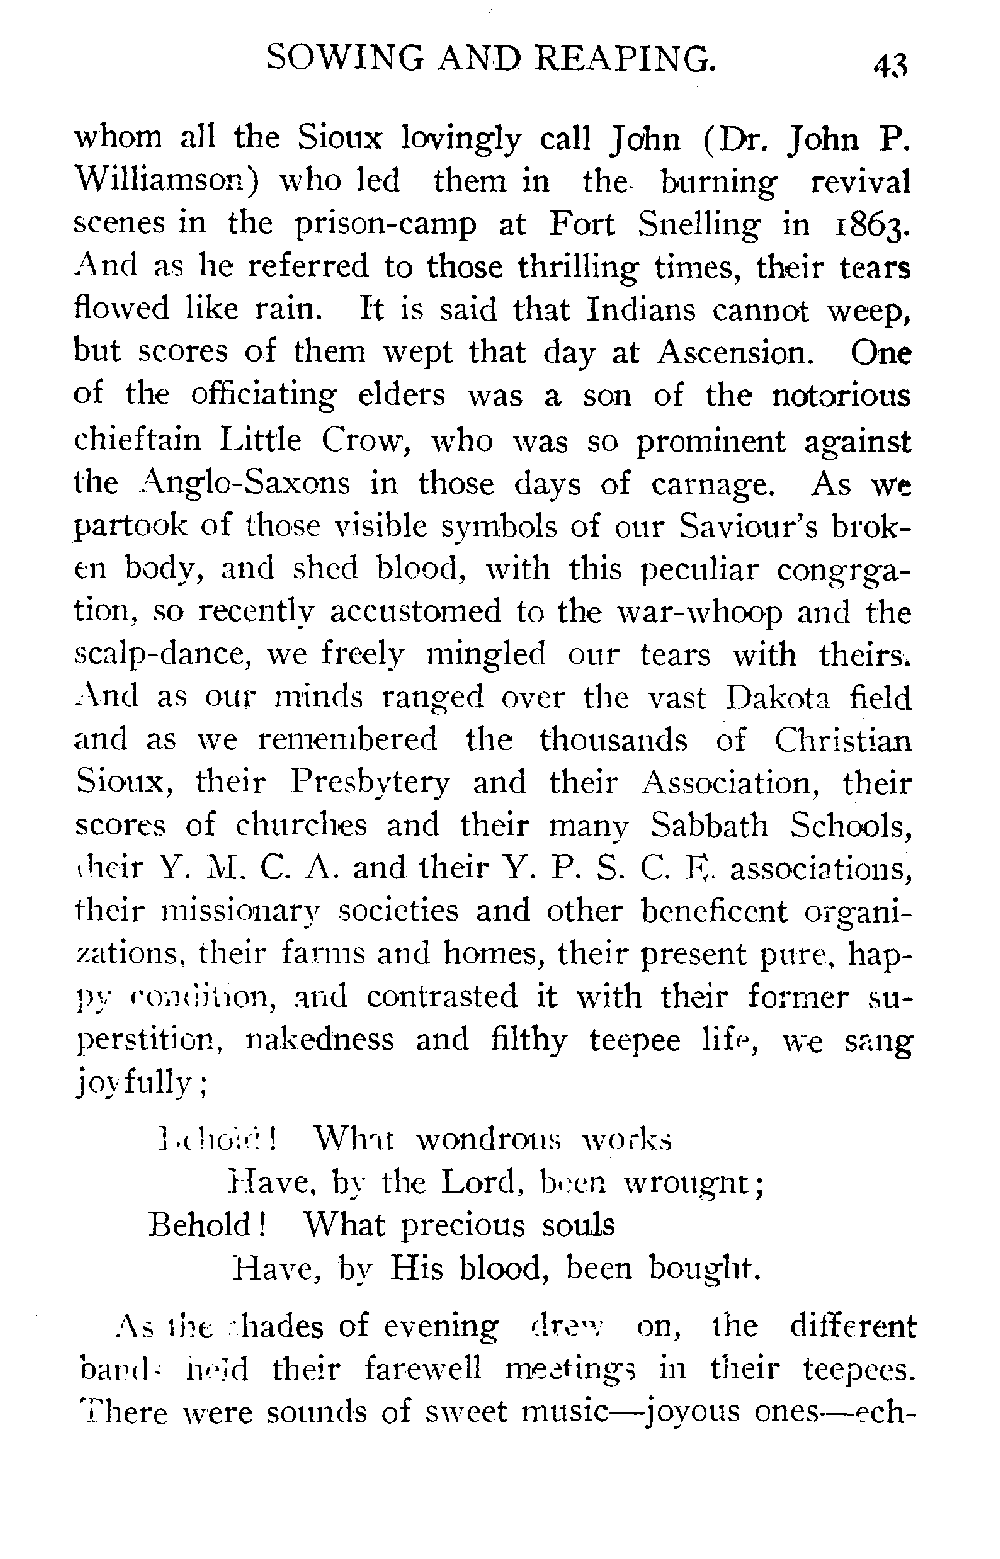 SOWING AND REAPING. 43
whom all the Sioux lovingly call John (Dr. John P.
Williamson) who led them in the burning revival
scenes in the prison-camp at Fort Snelling in 1863.
And as he referred to those thrilling times, their tears
flowed like rain. It is said that Indians cannot weep,
but scores of them wept that day at Ascension. One
of the officiating elders was a son of the notorious
chieftain Little Crow, who was so prominent against
the Anglo-Saxons in those days of carnage. As we
partook of those visible symbols of our Saviour's brok-
en body, and shed blood, with this peculiar congrga-
tion, so recently accustomed to the war-whoop and the
scalp-dance, we freely mingled our tears with theirs.
And as our minds ranged over the vast Dakota field
and as we remembered the thousands of Christian
Sioux, their Presbytery and their Association, their
scores of churches and their many Sabbath Schools,
their Y. M. C. A. and their Y. P. S. C. E. associations,
their missionary societies and other beneficent organi-
zations, their farms and homes, their present pure, hap-
py condition, and contrasted it with their former su-
perstition, nakedness and filthy teepee life, we sang
joyfully;
Behold! What wondrous works
Have, by the Lord, been wrougnt;
Behold! What precious souls
Have, by His blood, been bought.
As the shades of evening drew on, the different
bands held their farewell meetings in their teepees.
There were sounds of sweet music—joyous ones—ech-